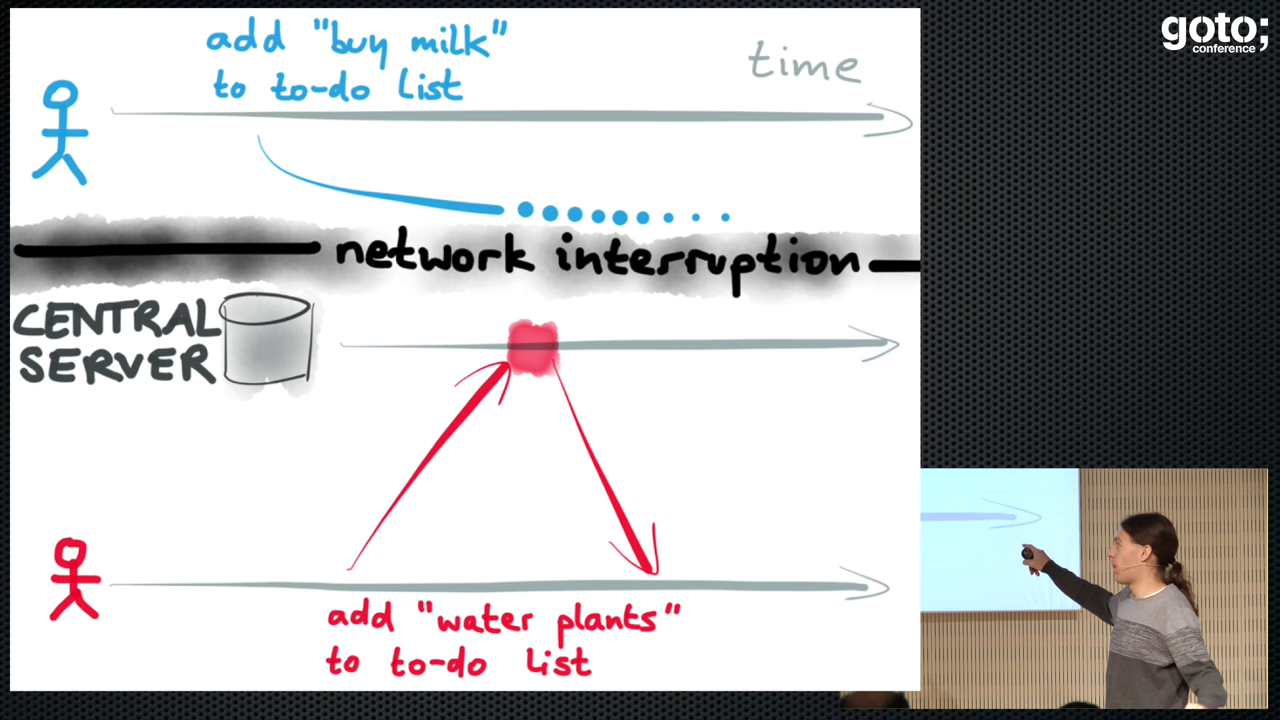 goto;
conference
add "buy milk"
to to-do list
time
network interruption
CENTRAL
SERVER
add "water plants"
to to-do list